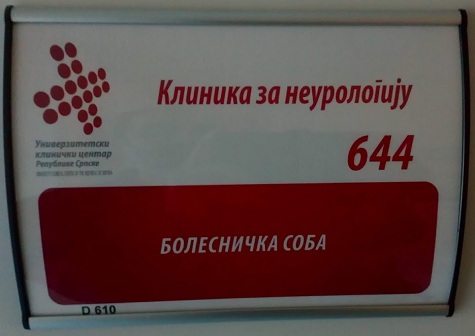 Клиника за неурологију
644
Универзитетски
клинички центар
Републике Српске
БОЛЕСНИЧКА СОБА
D 610